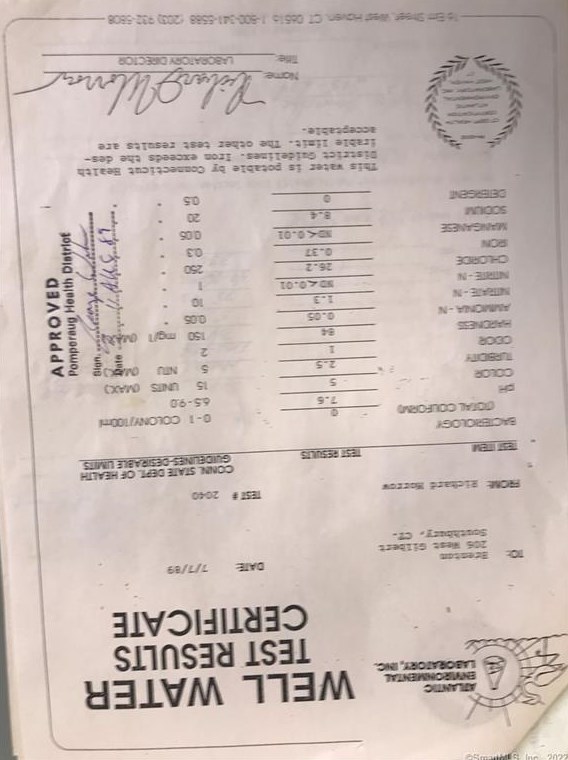 ATLANTIC
ENVIRONMENTAL
LABORATORY, INC.
WELL WATER
TEST RESULTS
CERTIFICATE
DATE: 7/7/89
TO: Brenton
206 West Gilbert
Southbury, CT.
FROM: Richard Morrow
TEST # 2040
TEST ITEM TEST RESULTS CONN. STATE DEPT. OF HEALTH
GUIDELINES-DESIRABLE LIMITS
BACTERIOLOGY
(TOTAL COLIFORM) 0 0-1 COLONY/100ml
pH 7.6 6.5-9.0
COLOR 5 15 UNITS (MAX)
TURBIDITY 2.5 5 NTU (MAX)
ODOR 1 2
HARDNESS 84 150 mg/l (MAX)
AMMONIA - N 0.05 0.05 "
NITRATE - N 1.3 10 "
NITRITE - N ND<0.01 1 "
CHLORIDE 26.2 250 "
IRON 0.37 0.3 "
MANGANESE ND<0.01 0.05 "
SODIUM 8.4 20 "
DETERGENT 0 0.5 "
APPROVED
Pomperaug Health District
Sign.
Date
This water is potable by Connecticut Health
District Guidelines. Iron exceeds the des-
irable limit. The other test results are
acceptable.
Name:
Title: LABORATORY DIRECTOR
15 Elm Street, West Haven, CT 06516 1-800-341-5588 (203) 932-5808
©SmartMLS, Inc. 2022